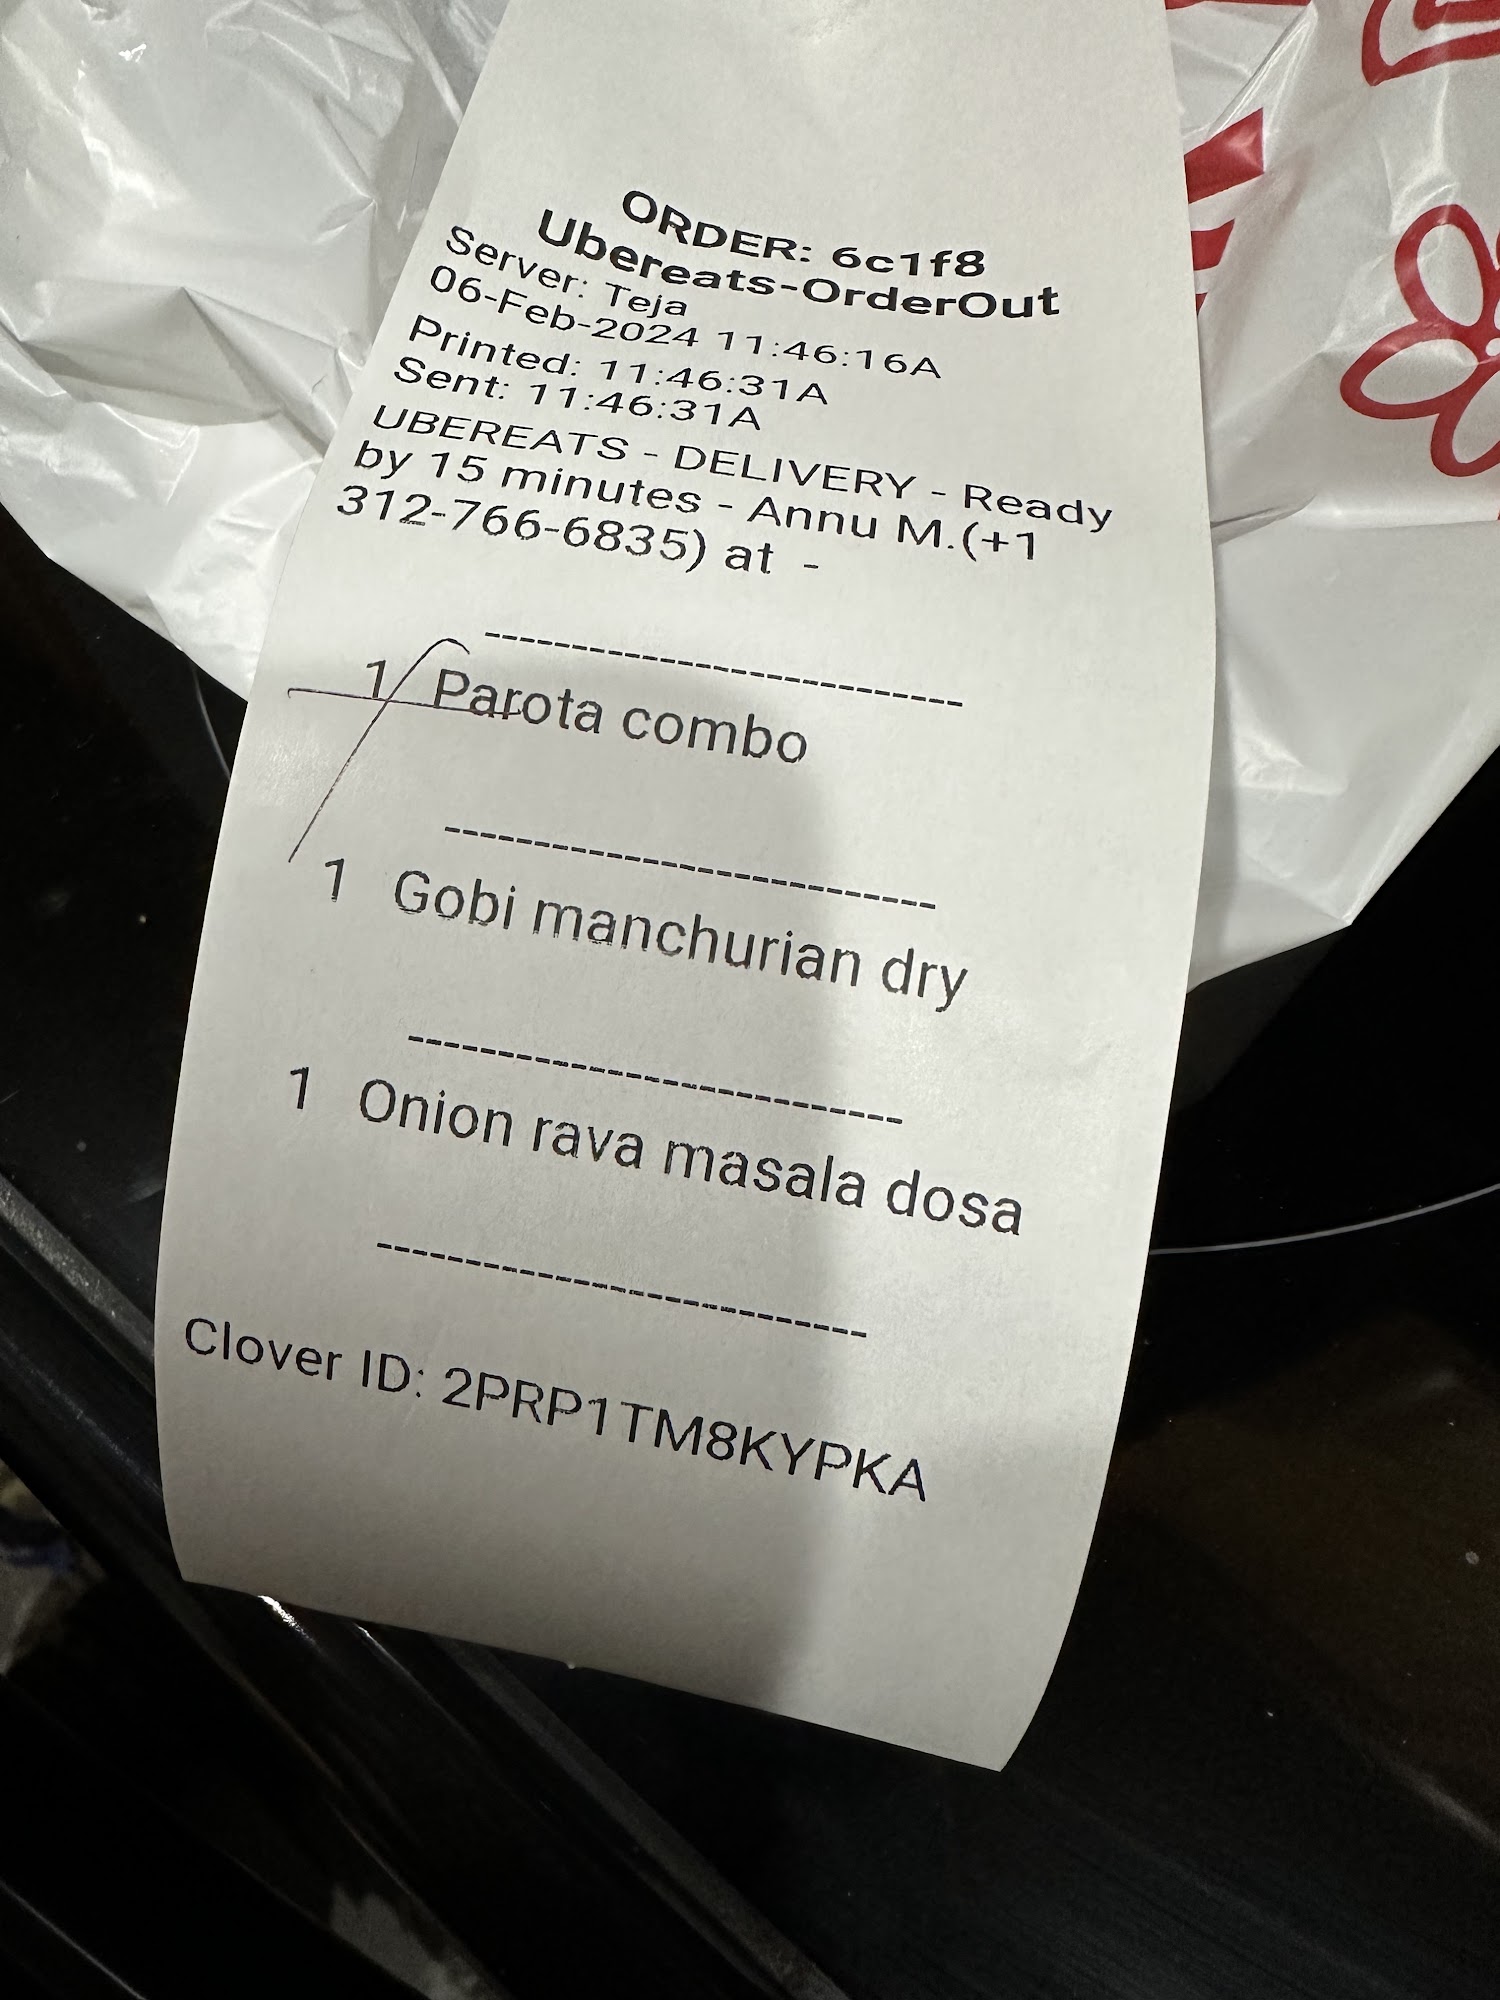 ORDER: 6c1f8
Ubereats-OrderOut
Server: Teja
06-Feb-2024 11:46:16A
Printed: 11:46:31A
Sent: 11:46:31A
UBEREATS - DELIVERY - Ready
by 15 minutes - Annu M.(+1
312-766-6835) at -
1 Parota combo
1 Gobi manchurian dry
1 Onion rava masala dosa
Clover ID: 2PRP1TM8KYPKA